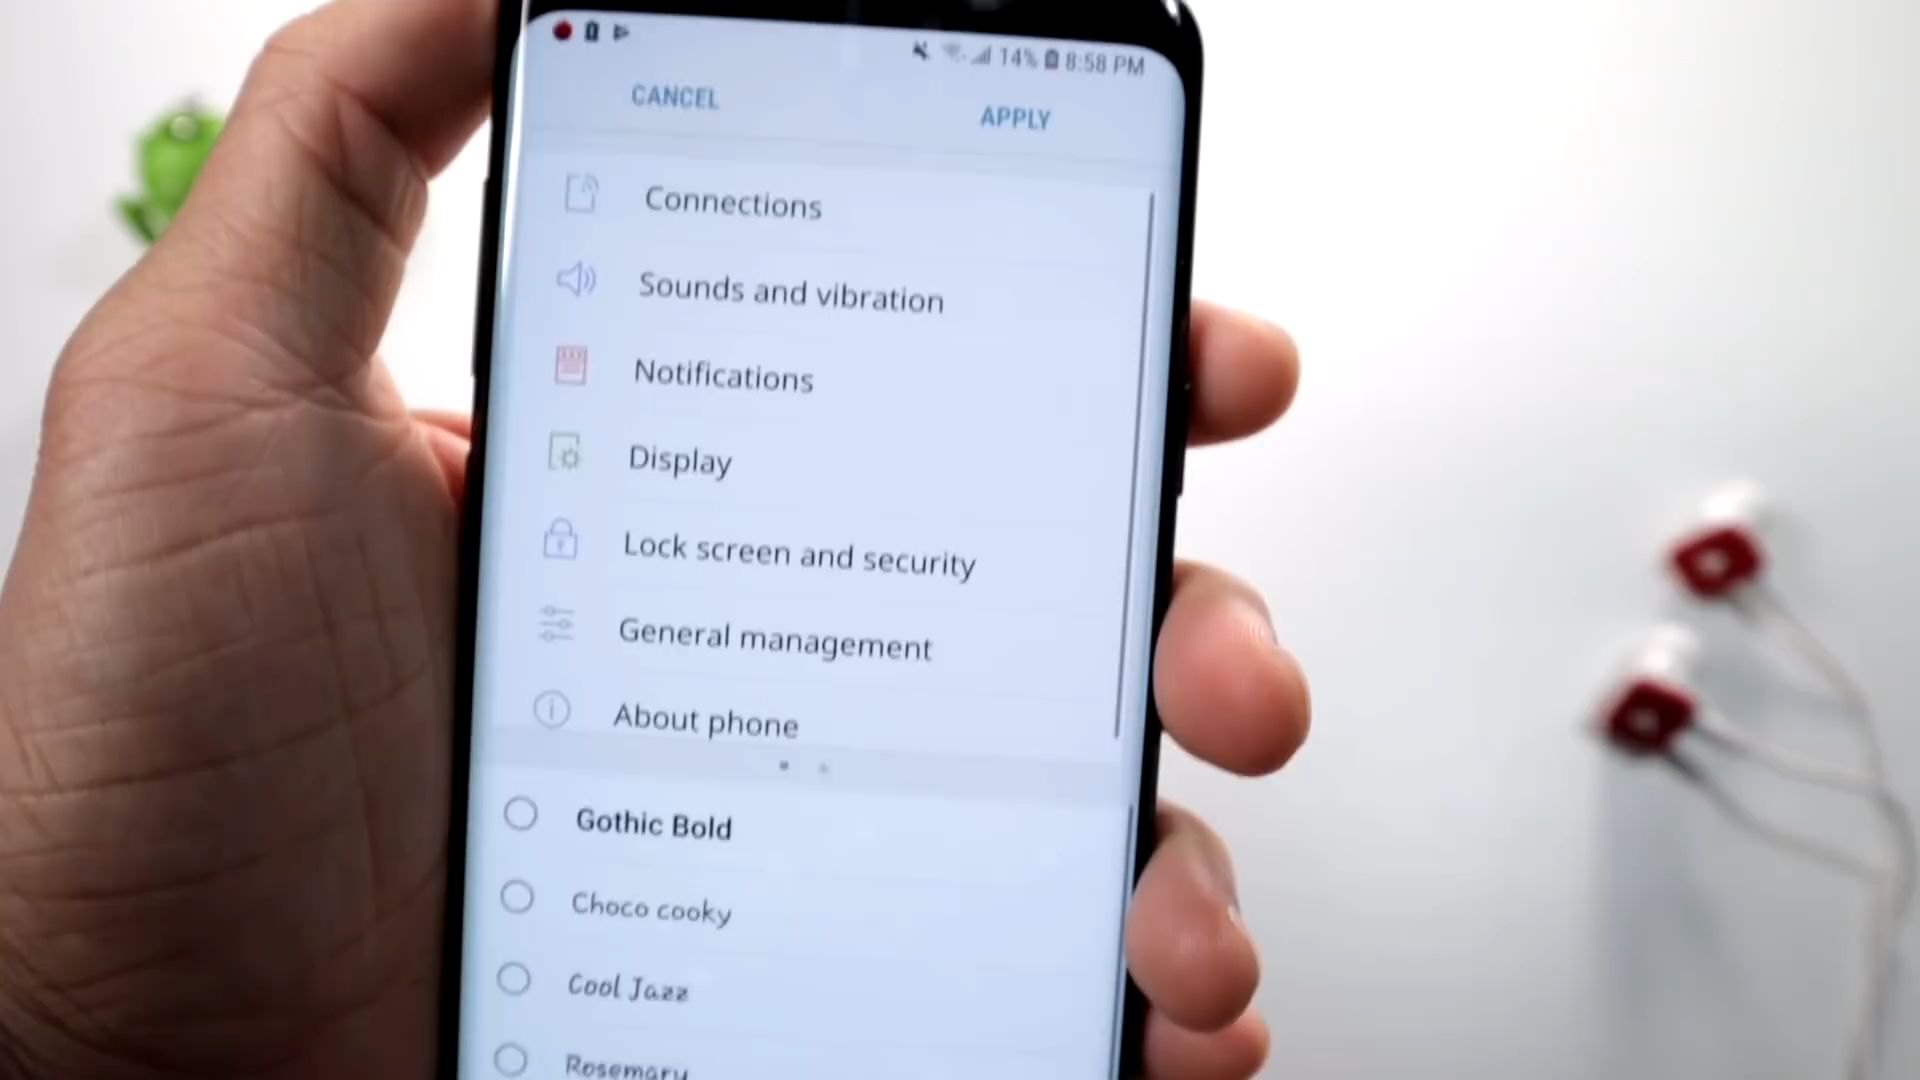 14% 8:58 PM
CANCEL APPLY
Connections
Sounds and vibration
Notifications
Display
Lock screen and security
General management
About phone
Gothic Bold
Choco cooky
Cool Jazz
Rosemary